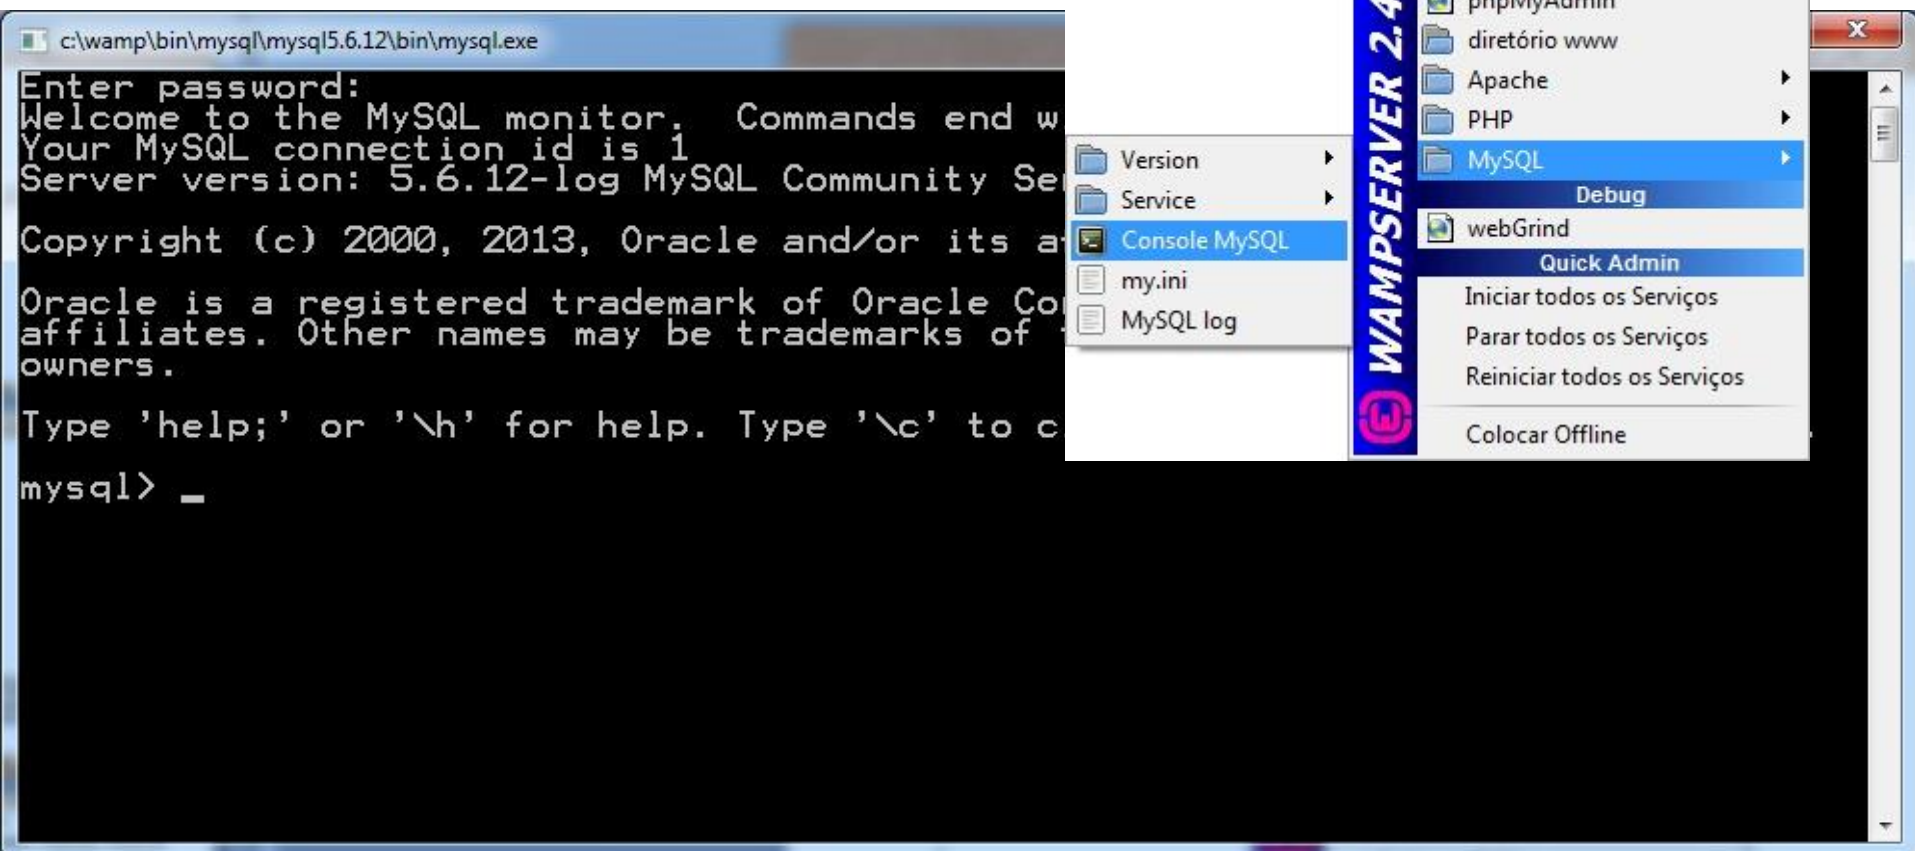 c:\wamp\bin\mysql\mysql5.6.12\bin\mysql.exe
Enter password:
Welcome to the MySQL monitor.  Commands end
Your MySQL connection id is 1
Server version: 5.6.12-log MySQL Community
Copyright (c) 2000, 2013, Oracle and/or its
Oracle is a registered trademark of Oracle
affiliates. Other names may be trademarks of
owners.
Type 'help;' or '\h' for help. Type '\c' to
mysql> _
Version
Service
Console MySQL
my.ini
MySQL log
WAMPSERVER 2.4
phpMyAdmin
diretório www
Apache
PHP
MySQL
Debug
webGrind
Quick Admin
Iniciar todos os Serviços
Parar todos os Serviços
Reiniciar todos os Serviços
Colocar Offline